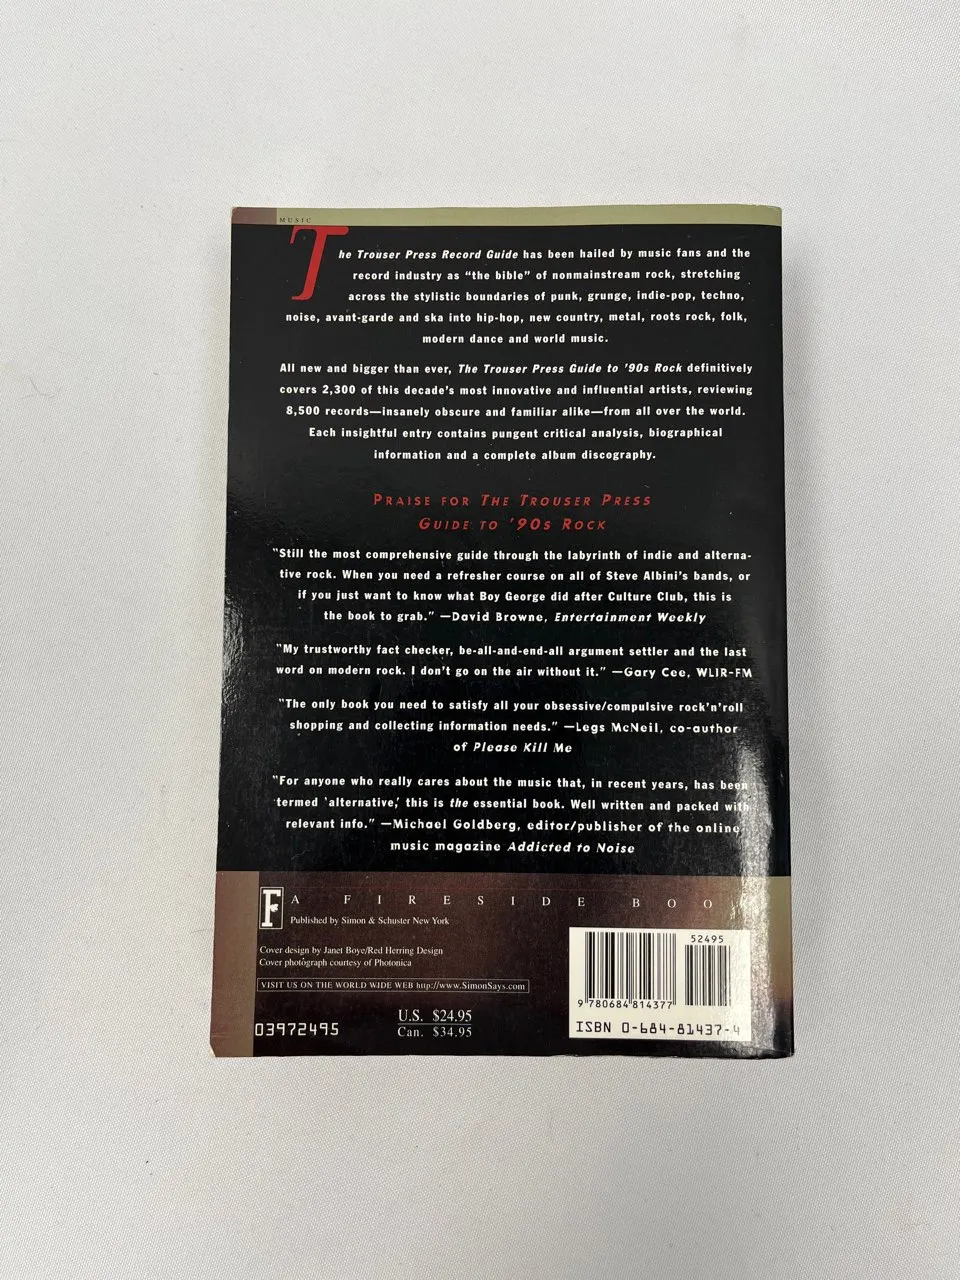 MUSIC
The Trouser Press Record Guide has been hailed by music fans and the
record industry as “the bible” of nonmainstream rock, stretching
across the stylistic boundaries of punk, grunge, indie-pop, techno,
noise, avant-garde and ska into hip-hop, new country, metal, roots rock, folk,
modern dance and world music.
All new and bigger than ever, The Trouser Press Guide to '90s Rock definitively
covers 2,300 of this decade's most innovative and influential artists, reviewing
8,500 records—insanely obscure and familiar alike—from all over the world.
Each insightful entry contains pungent critical analysis, biographical
information and a complete album discography.
PRAISE FOR THE TROUSER PRESS
GUIDE TO '90S ROCK
“Still the most comprehensive guide through the labyrinth of indie and alterna-
tive rock. When you need a refresher course on all of Steve Albini's bands, or
if you just want to know what Boy George did after Culture Club, this is
the book to grab.” —David Browne, Entertainment Weekly
“My trustworthy fact checker, be-all-and-end-all argument settler and the last
word on modern rock. I don't go on the air without it.” —Gary Cee, WLIR-FM
“The only book you need to satisfy all your obsessive/compulsive rock'n'roll
shopping and collecting information needs.” —Legs McNeil, co-author
of Please Kill Me
“For anyone who really cares about the music that, in recent years, has been
termed 'alternative,' this is the essential book. Well written and packed with
relevant info.” —Michael Goldberg, editor/publisher of the online
music magazine Addicted to Noise
F A FIRESIDE BOO
Published by Simon & Schuster New York
Cover design by Janet Boye/Red Herring Design
Cover photograph courtesy of Photonica
VISIT US ON THE WORLD WIDE WEB http://www.SimonSays.com
03972495
U.S. $24.95
Can. $34.95
52495
9 780684 814377
ISBN 0-684-81437-4